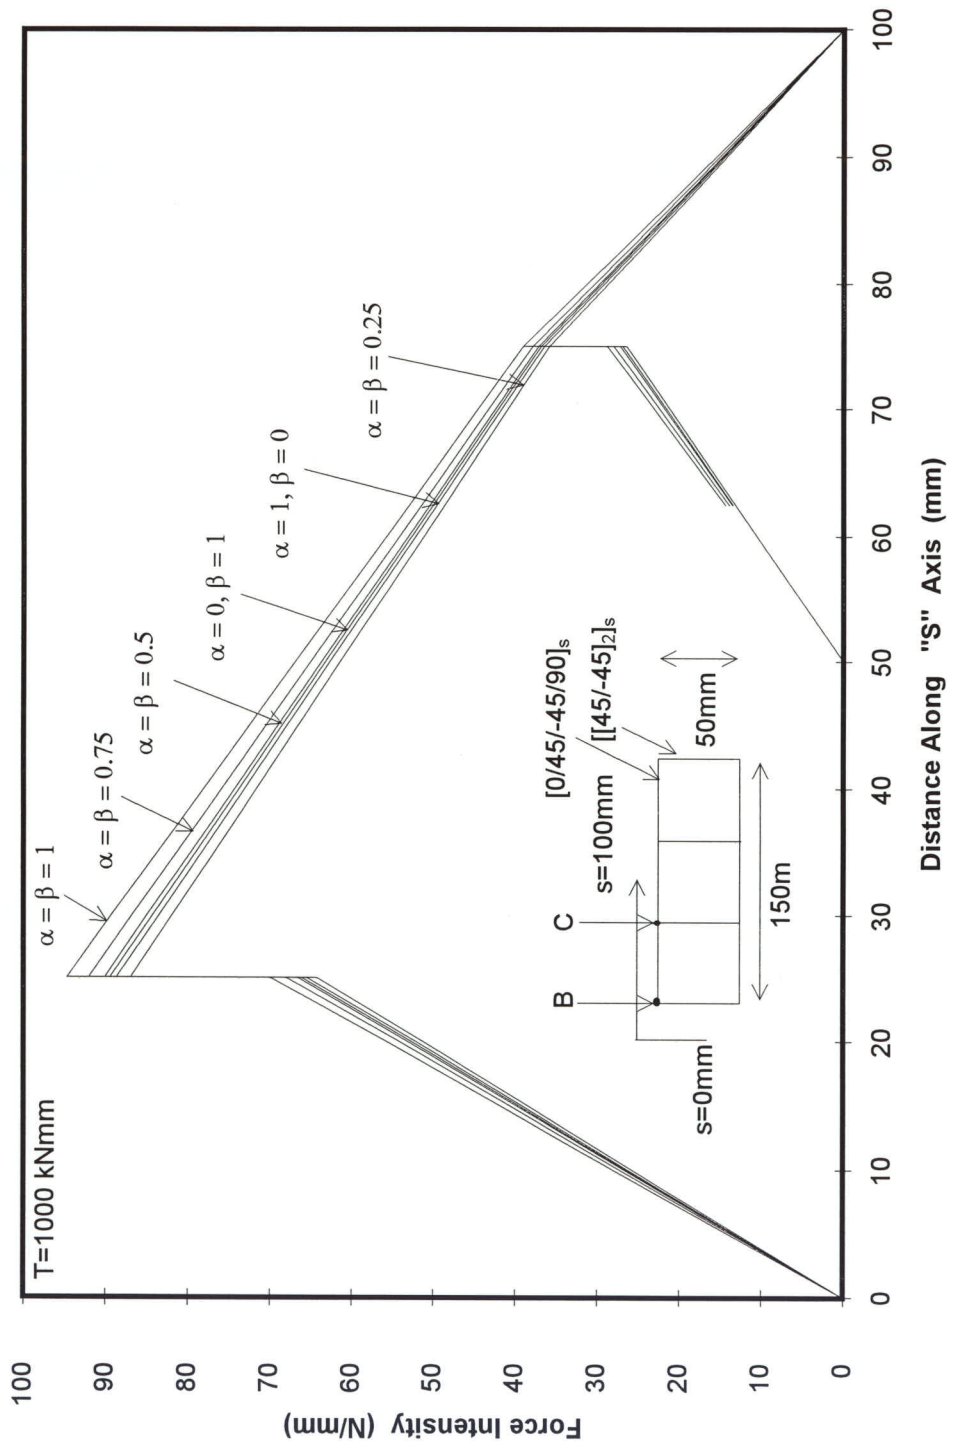 T=1000 kNmm
α = β = 1
α = β = 0.75
α = β = 0.5
α = 0, β = 1
α = 1, β = 0
α = β = 0.25
100
90
80
70
60
50
40
30
20
10
0
Force Intensity (N/mm)
B
C
s=100mm
[0/45/-45/90]s
[[45/-45]2]s
s=0mm
150m
50mm
0
10
20
30
40
50
60
70
80
90
100
Distance Along "S" Axis (mm)